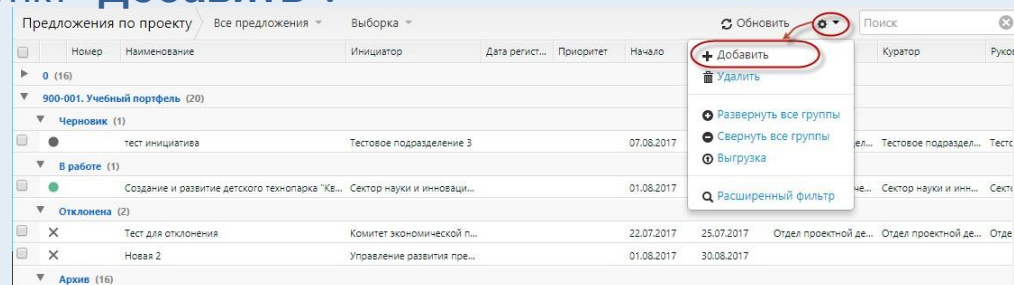 Предложения по проекту Все предложения Выборка Обновить Поиск
Номер Наименование Инициатор Дата регист... Приоритет Начало Куратор
Добавить
0 (16)
Удалить
900-001. Учебный портфель (20)
Развернуть все группы
Черновик (1)
Свернуть все группы
тест инициатива Тестовое подразделение 3 07.08.2017 Тестовое подраздел...
Выгрузка
В работе (1)
Создание и развитие детского технопарка "Кв... Сектор науки и инноваци... 01.08.2017 Сектор науки и инн...
Расширенный фильтр
Отклонена (2)
Тест для отклонения Комитет экономической п... 22.07.2017 25.07.2017 Отдел проектной де... Отдел проектной де...
Новая 2 Управление развития пре... 01.08.2017 30.08.2017
Архив (16)